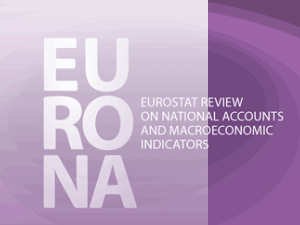 EU
RO
NA
EUROSTAT REVIEW
ON NATIONAL ACCOUNTS
AND MACROECONOMIC
INDICATORS